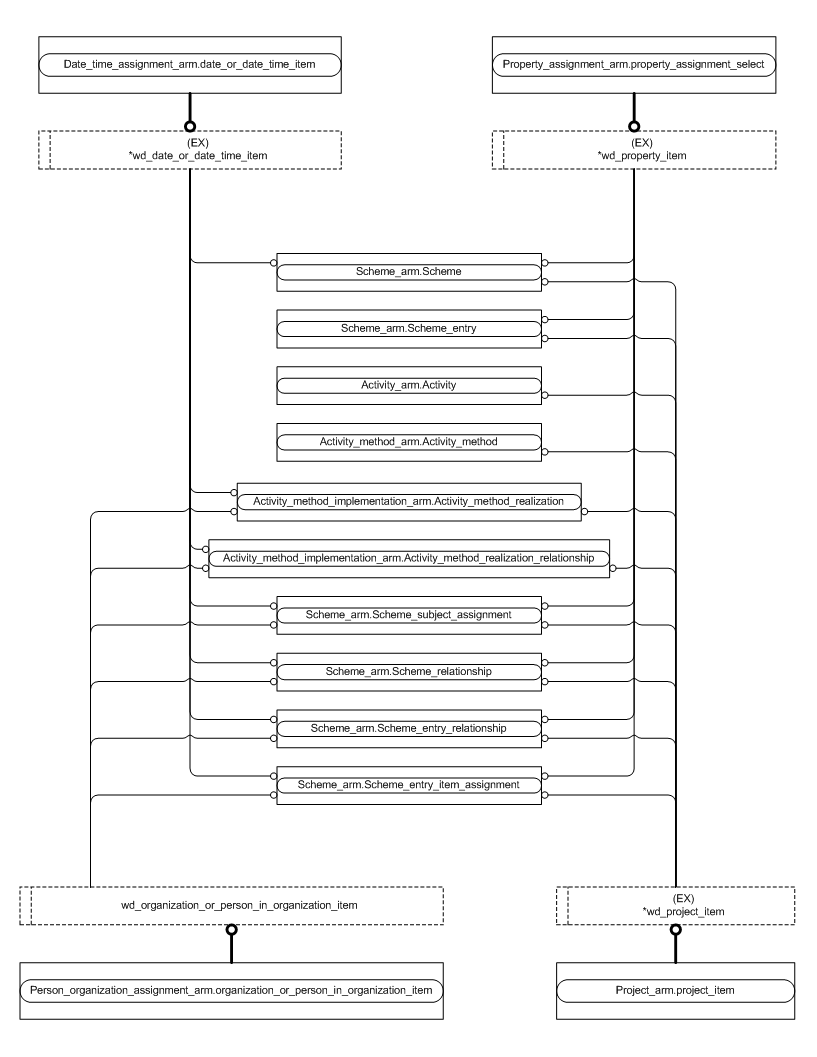 Date_time_assignment_arm.date_or_date_time_item
Property_assignment_arm.property_assignment_select
(EX)
*wd_date_or_date_time_item
(EX)
*wd_property_item
Scheme_arm.Scheme
Scheme_arm.Scheme_entry
Activity_arm.Activity
Activity_method_arm.Activity_method
Activity_method_implementation_arm.Activity_method_realization
Activity_method_implementation_arm.Activity_method_realization_relationship
Scheme_arm.Scheme_subject_assignment
Scheme_arm.Scheme_relationship
Scheme_arm.Scheme_entry_relationship
Scheme_arm.Scheme_entry_item_assignment
wd_organization_or_person_in_organization_item
(EX)
*wd_project_item
Person_organization_assignment_arm.organization_or_person_in_organization_item
Project_arm.project_item